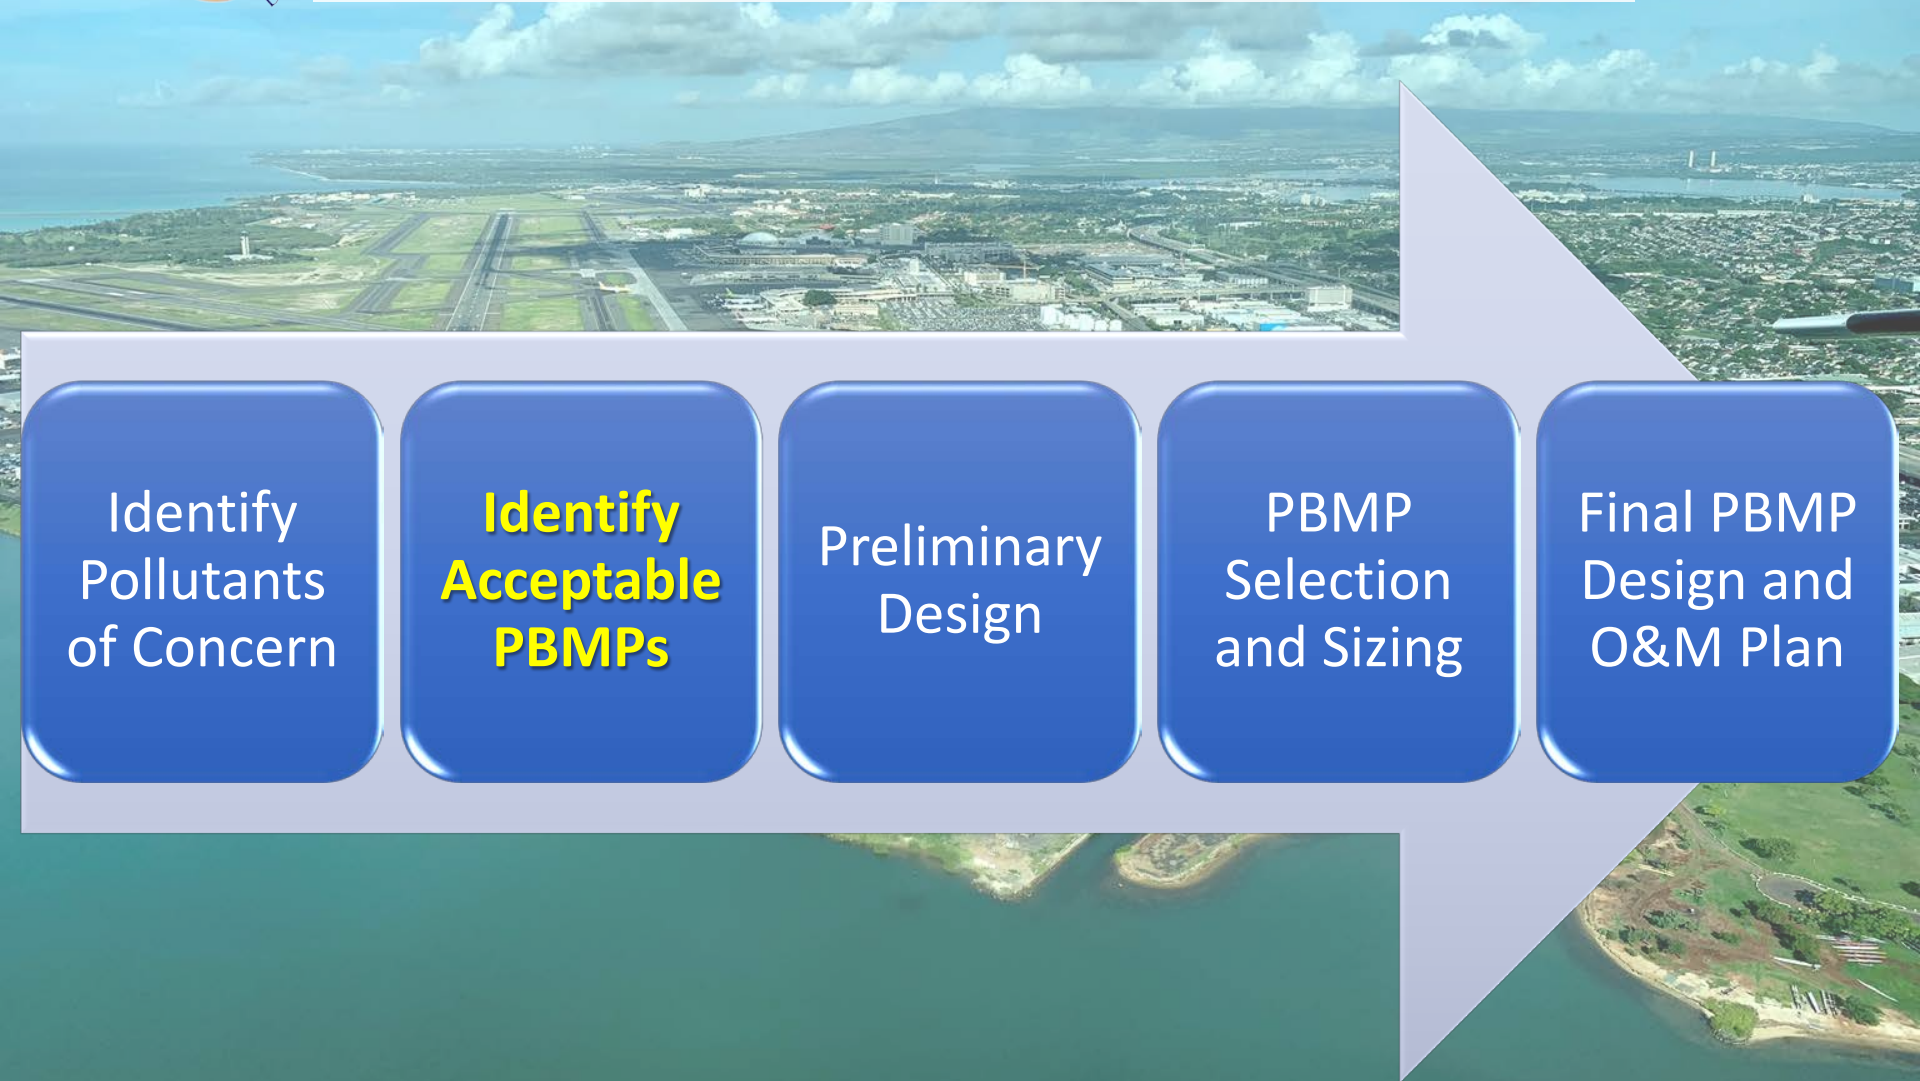 Identify
Pollutants
of Concern
Identify
Acceptable
PBMPs
Preliminary
Design
PBMP
Selection
and Sizing
Final PBMP
Design and
O&M Plan